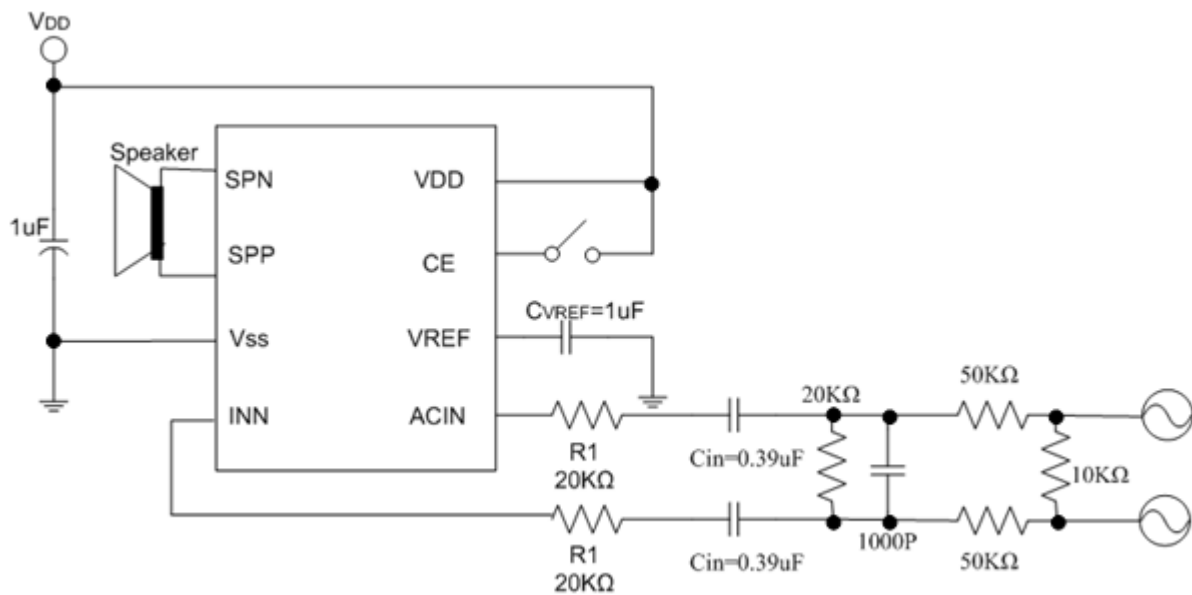 VDD
Speaker
1uF
SPN
SPP
Vss
INN
VDD
CE
VREF
ACIN
CVREF=1uF
R1
20KΩ
Cin=0.39uF
20KΩ
50KΩ
10KΩ
1000P
R1
20KΩ
Cin=0.39uF
50KΩ